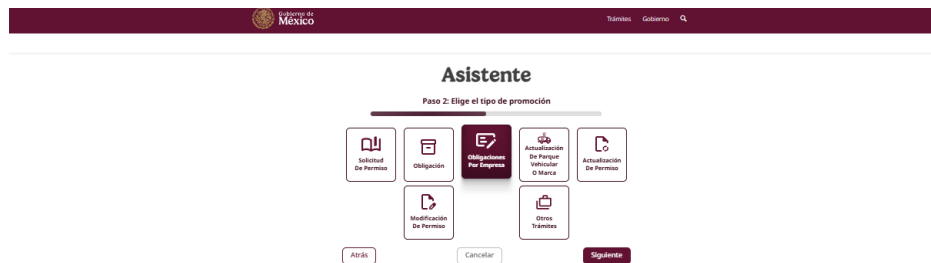 Gobierno de
México
Trámites Gobierno
Asistente
Paso 2: Elige el tipo de promoción
Solicitud
De Permiso
Obligación
Obligaciones
Por Empresa
Actualización
De Parque
Vehicular
O Marca
Actualización
De Permiso
Modificación
De Permiso
Otros
Trámites
Atrás
Cancelar
Siguiente